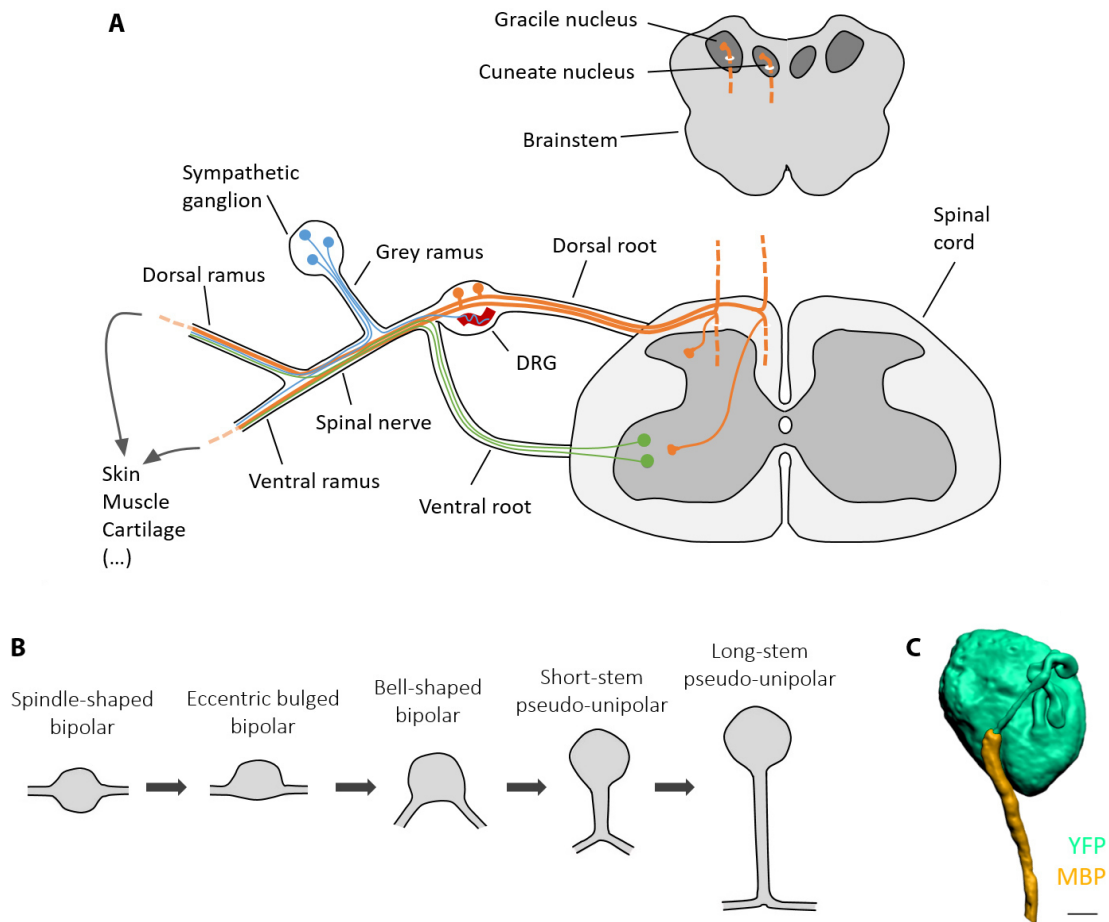 A
Gracile nucleus
Cuneate nucleus
Brainstem
Sympathetic
ganglion
Grey ramus
Dorsal root
Spinal
cord
Dorsal ramus
DRG
Spinal nerve
Ventral ramus
Ventral root
Skin
Muscle
Cartilage
(...)
B
Spindle-shaped
bipolar
Eccentric bulged
bipolar
Bell-shaped
bipolar
Short-stem
pseudo-unipolar
Long-stem
pseudo-unipolar
C
YFP
MBP